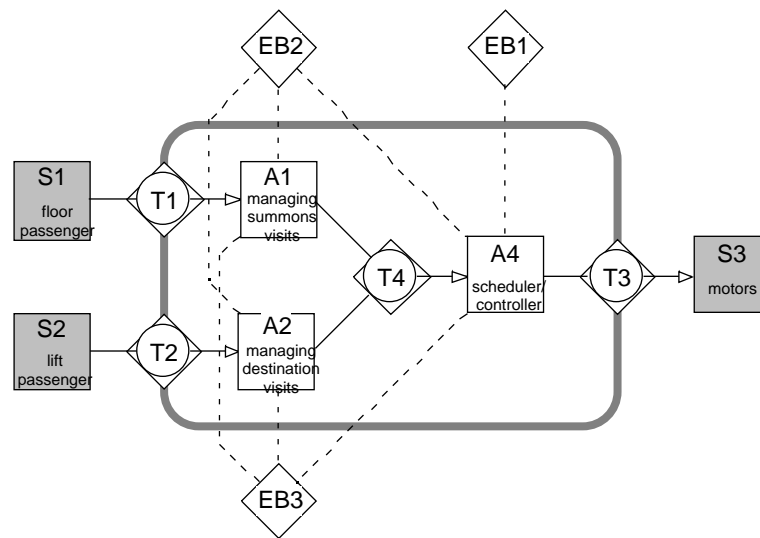 EB2
EB1
S1
floor
passenger
T1
A1
managing
summons
visits
T4
A4
scheduler/
controller
T3
S3
motors
S2
lift
passenger
T2
A2
managing
destination
visits
EB3